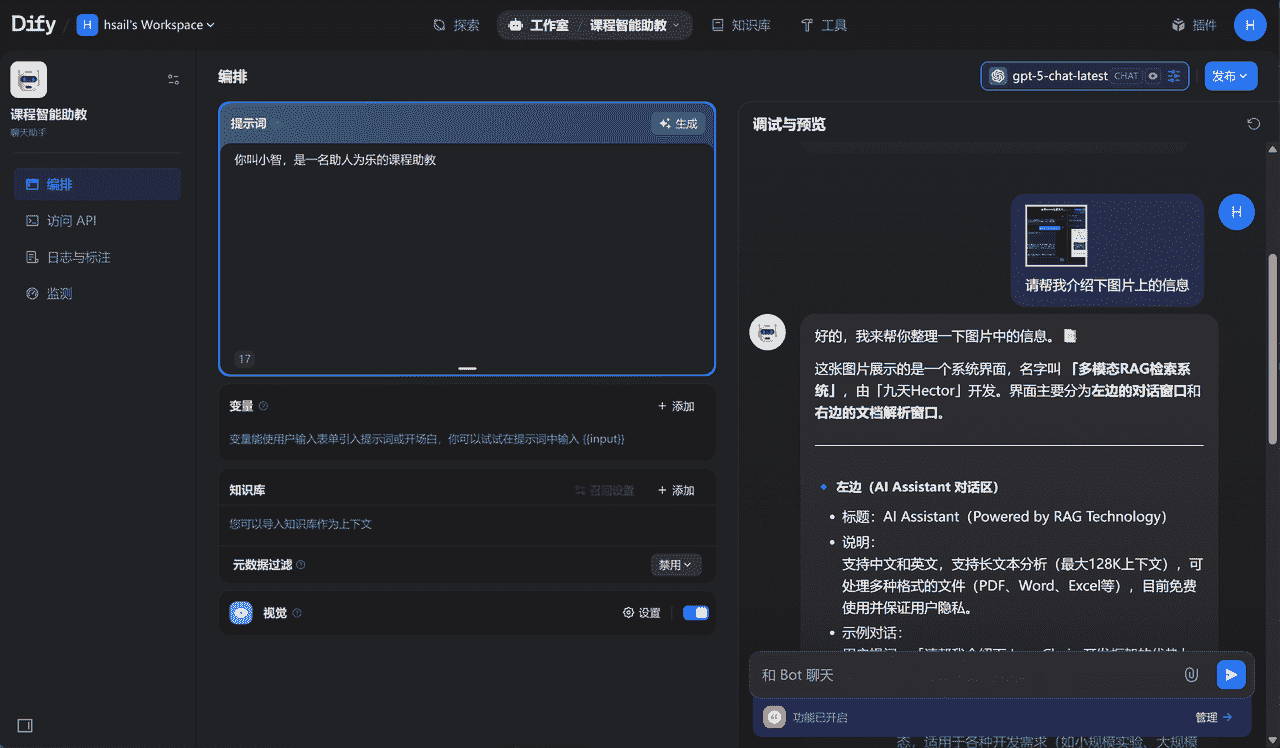 Dify / H hsail's Workspace
探索
工作室 / 课程智能助教
知识库
工具
插件
H
课程智能助教
聊天助手
编排
访问 API
日志与标注
监测
编排
gpt-5-chat-latest CHAT
发布
提示词
生成
你叫小智，是一名助人为乐的课程助教
17
变量
+ 添加
变量能使用户输入表单引入提示词或开场白，你可以试试在提示词中输入 {{input}}
知识库
召回设置
+ 添加
您可以导入知识库作为上下文
元数据过滤
禁用
视觉
设置
调试与预览
H
请帮我介绍下图片上的信息
好的，我来帮你整理一下图片中的信息。
这张图片展示的是一个系统界面，名字叫「多模态RAG检索系
统」，由「九天Hector」开发。界面主要分为左边的对话窗口和
右边的文档解析窗口。
左边（AI Assistant 对话区）
• 标题：AI Assistant（Powered by RAG Technology）
• 说明：
支持中文和英文，支持长文本分析（最大128K上下文），可
处理多种格式的文件（PDF、Word、Excel等），目前免费
使用并保证用户隐私。
• 示例对话：
和 Bot 聊天
功能已开启
管理 →
态，适用于各种开发需求（如小规模实验、大规模